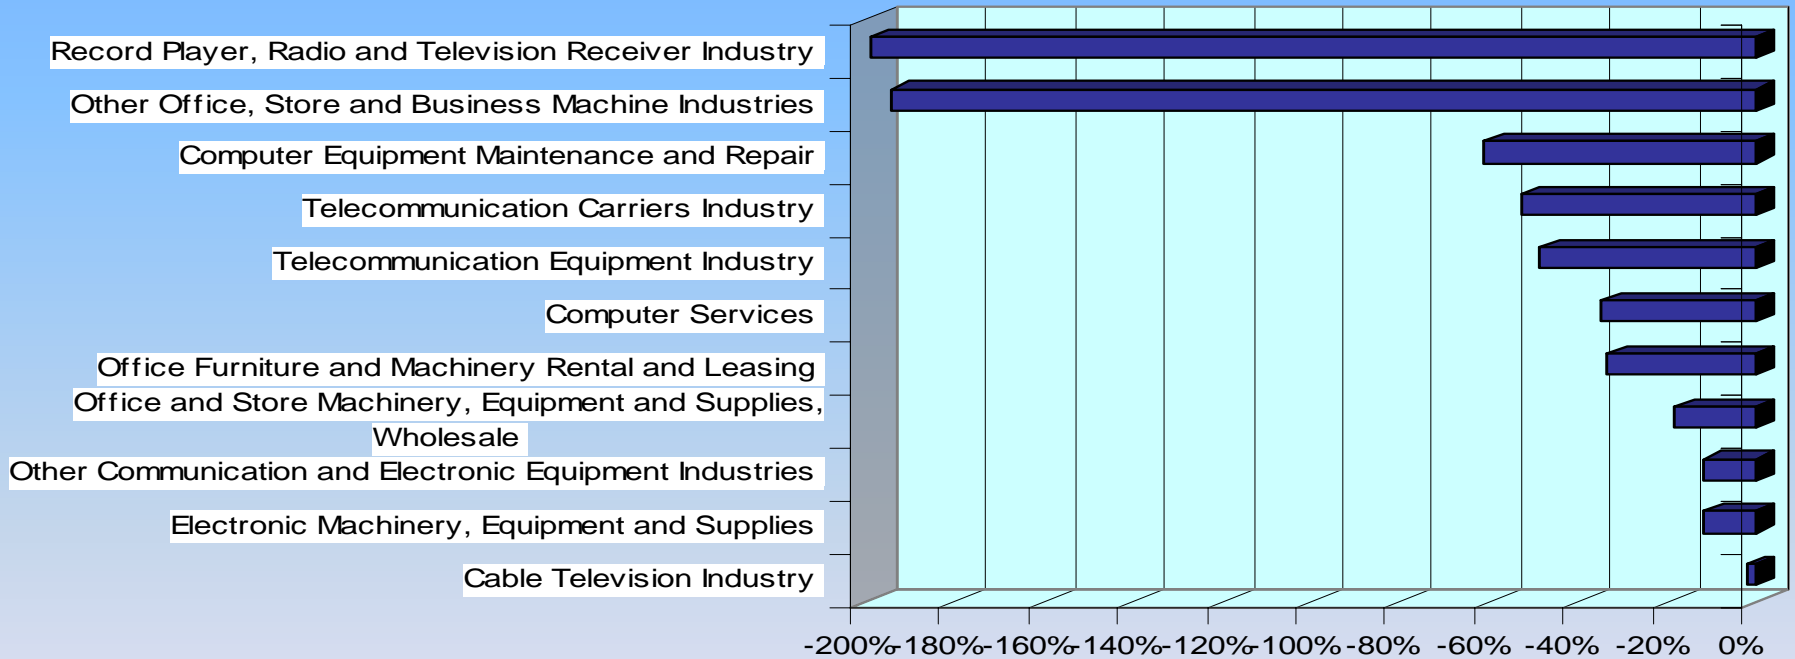 Record Player, Radio and Television Receiver Industry
Other Office, Store and Business Machine Industries
Computer Equipment Maintenance and Repair
Telecommunication Carriers Industry
Telecommunication Equipment Industry
Computer Services
Office Furniture and Machinery Rental and Leasing
Office and Store Machinery, Equipment and Supplies,
Wholesale
Other Communication and Electronic Equipment Industries
Electronic Machinery, Equipment and Supplies
Cable Television Industry
-200% -180% -160% -140% -120% -100% -80% -60% -40% -20% 0%